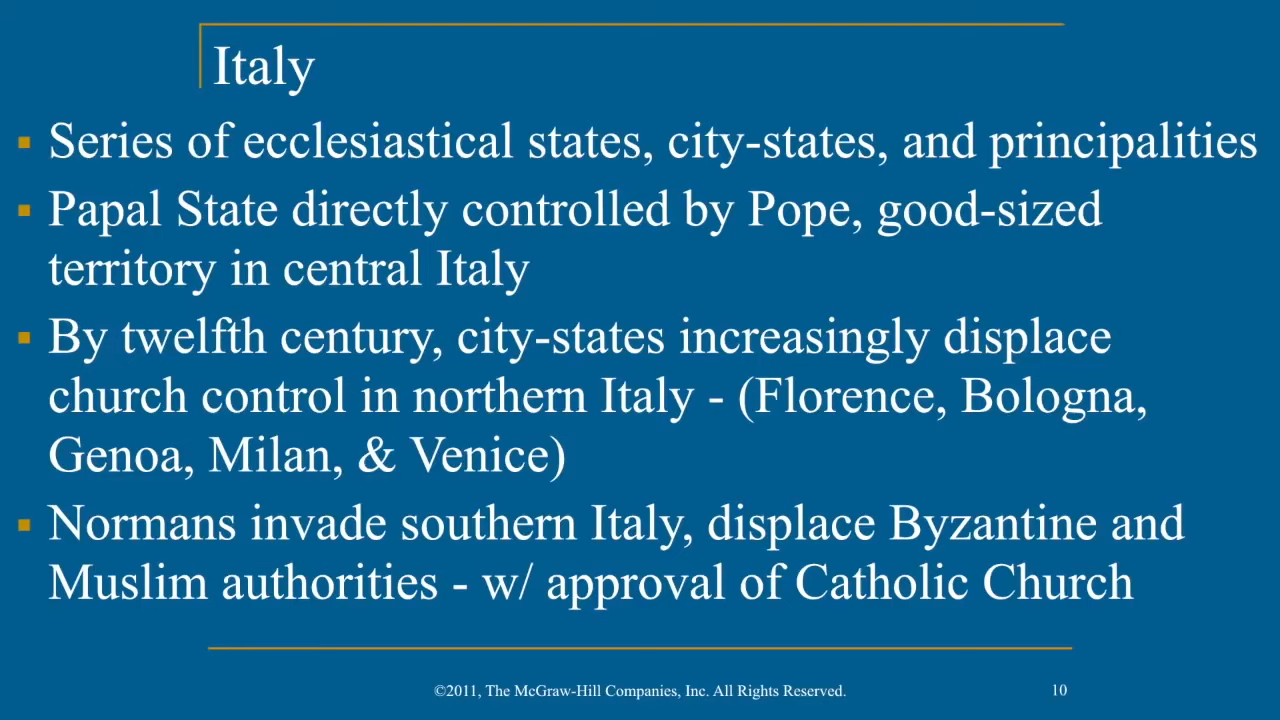 Italy
▪ Series of ecclesiastical states, city-states, and principalities
▪ Papal State directly controlled by Pope, good-sized
territory in central Italy
▪ By twelfth century, city-states increasingly displace
church control in northern Italy - (Florence, Bologna,
Genoa, Milan, & Venice)
▪ Normans invade southern Italy, displace Byzantine and
Muslim authorities - w/ approval of Catholic Church
©2011, The McGraw-Hill Companies, Inc. All Rights Reserved.
10